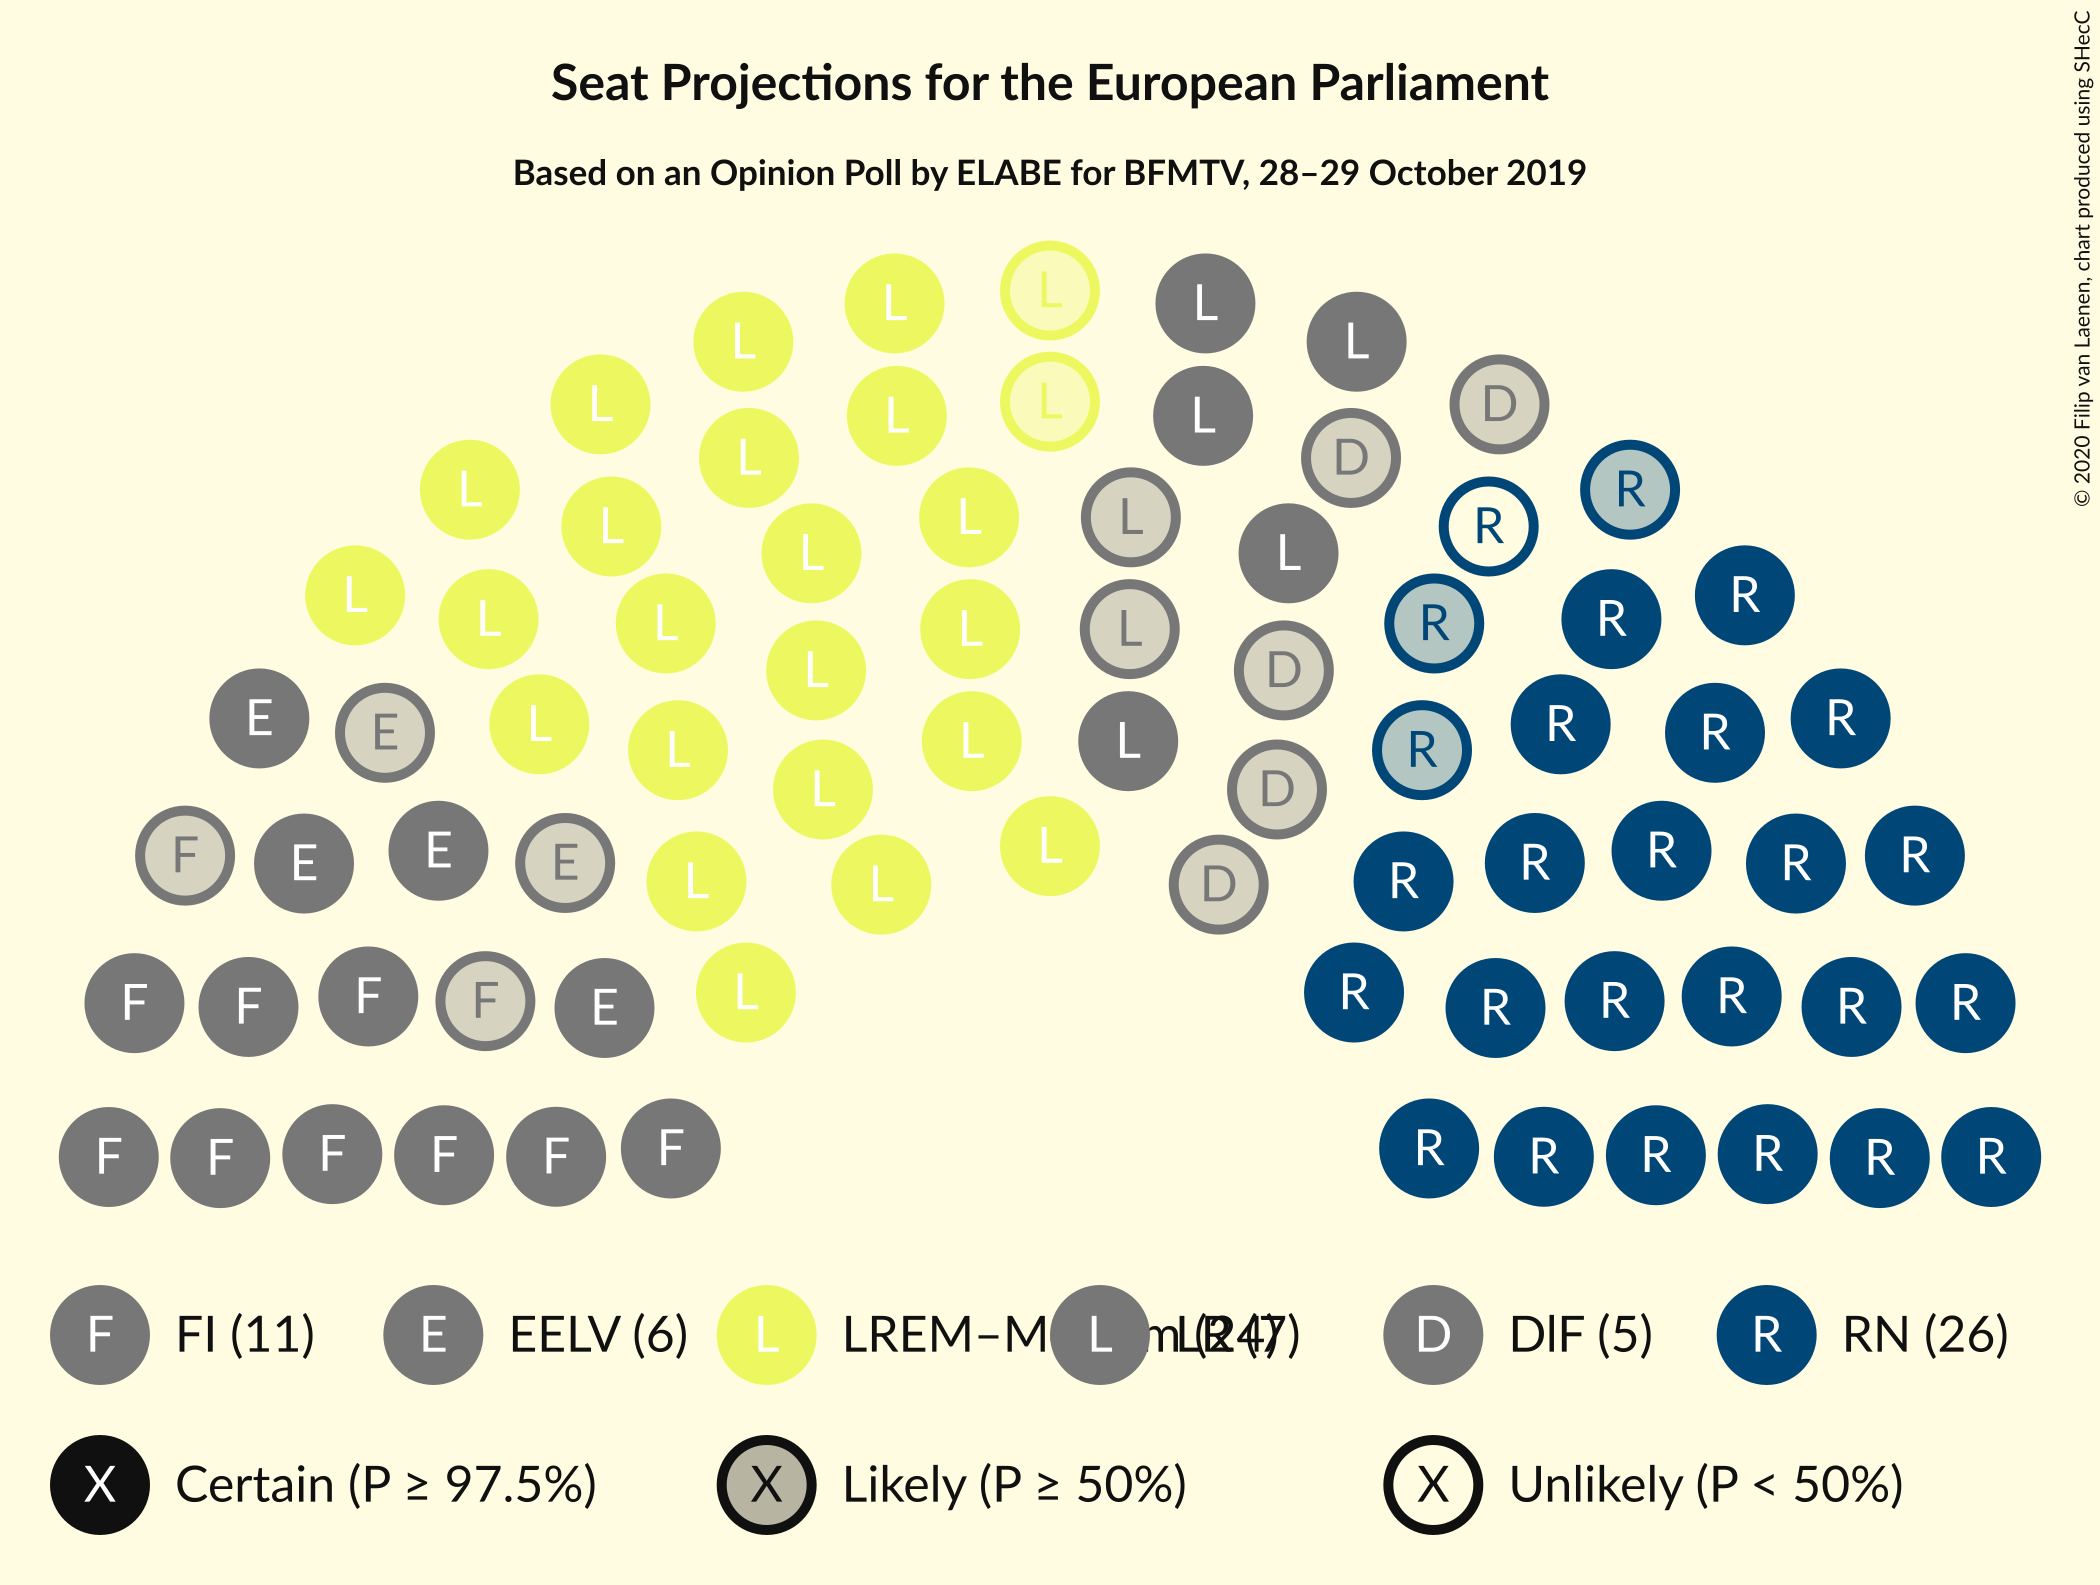 Seat Projections for the European Parliament
Based on an Opinion Poll by ELABE for BFMTV, 28–29 October 2019
© 2020 Filip van Laenen, chart produced using SHecC
L L L
L L
L L L L D
L D
L R
L L L R
L L
L R
L L L L R R
L D
E E L L L L R R R R
L D
F E E E L L L D R R R R R
F F F F E L R R R R R R
F F F F F F R R R R R R
F FI (11) E EELV (6) L LREM–M L LR (7) D DIF (5) R RN (26)
X Certain (P ≥ 97.5%) X Likely (P ≥ 50%) X Unlikely (P < 50%)